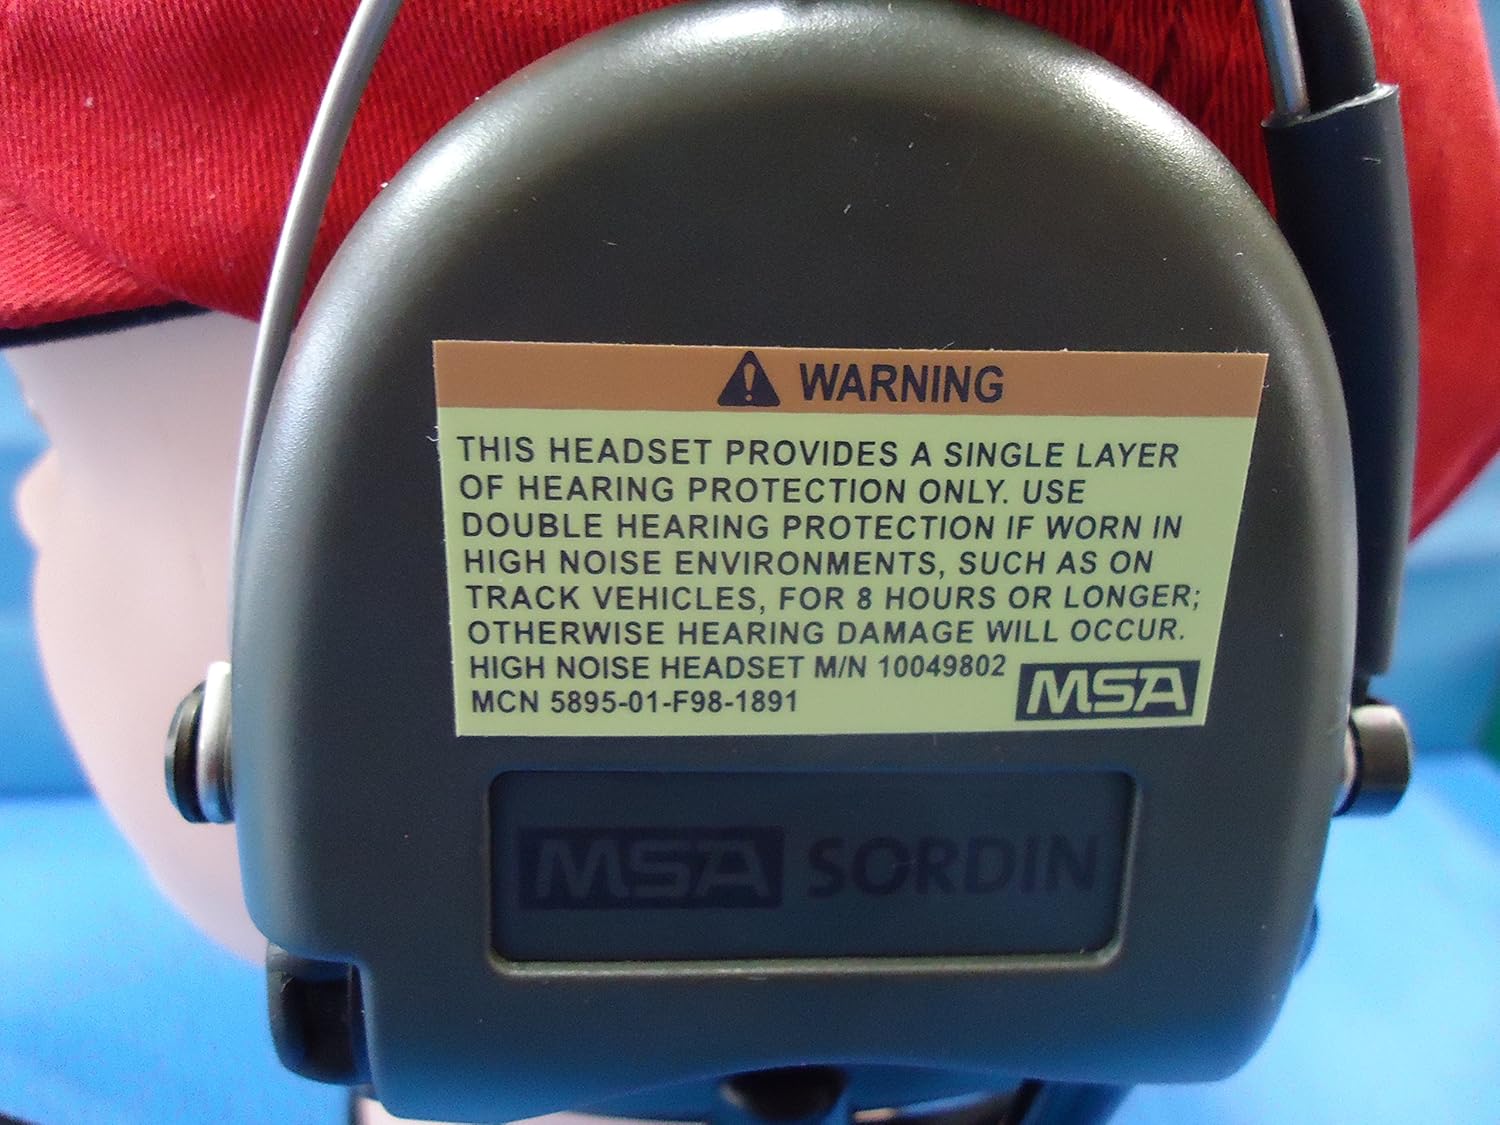 WARNING
THIS HEADSET PROVIDES A SINGLE LAYER
OF HEARING PROTECTION ONLY. USE
DOUBLE HEARING PROTECTION IF WORN IN
HIGH NOISE ENVIRONMENTS, SUCH AS ON
TRACK VEHICLES, FOR 8 HOURS OR LONGER;
OTHERWISE HEARING DAMAGE WILL OCCUR.
HIGH NOISE HEADSET M/N 10049802
MCN 5895-01-F98-1891
MSA
MSA SORDIN